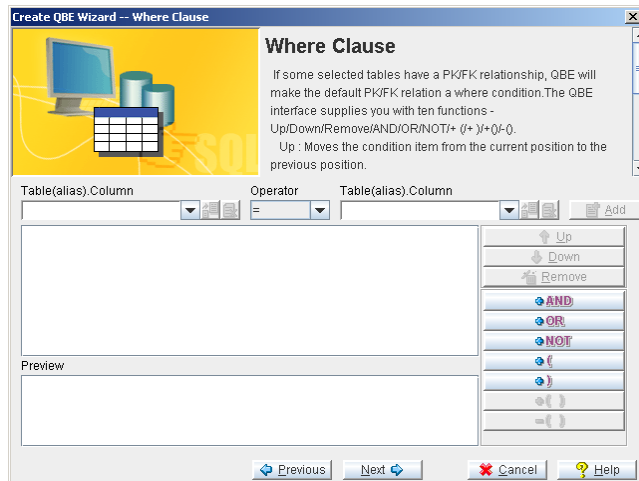 Create QBE Wizard -- Where Clause
Where Clause
If some selected tables have a PK/FK relationship, QBE will
make the default PK/FK relation a where condition.The QBE
interface supplies you with ten functions -
Up/Down/Remove/AND/OR/NOT/+ (/+ )/+()/-().
Up : Moves the condition item from the current position to the
previous position.
SQL
Table(alias).Column Operator Table(alias).Column
= Add
Up
Down
Remove
AND
OR
NOT
(
)
+( )
-( )
Preview
Previous Next Cancel Help